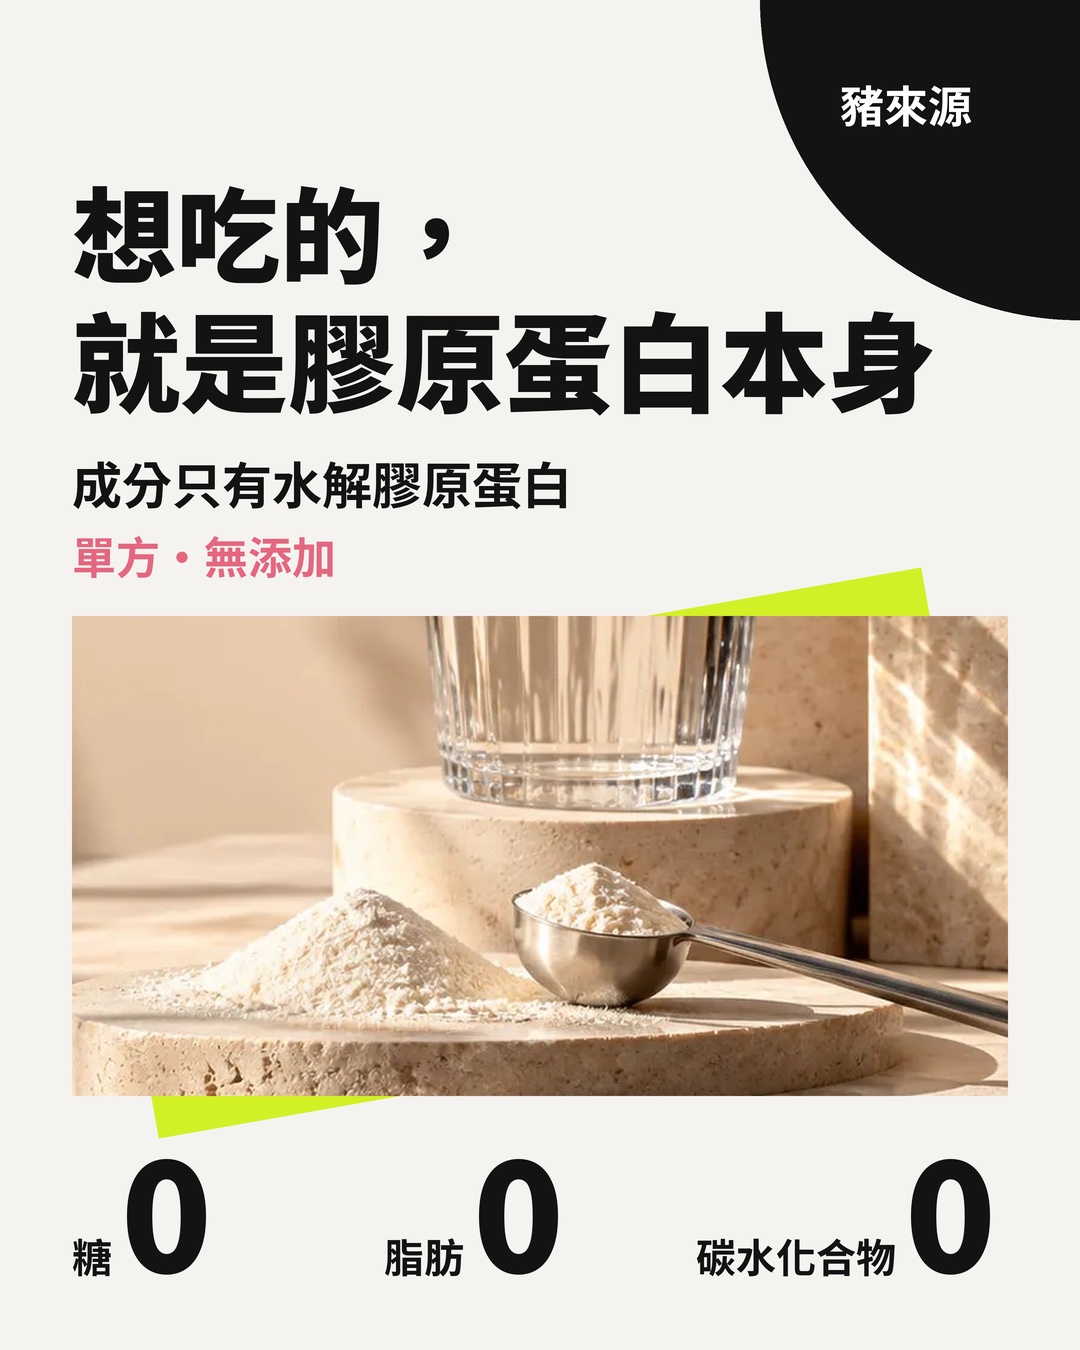 豬來源
想吃的，
就是膠原蛋白本身
成分只有水解膠原蛋白
單方・無添加
糖0 脂肪0 碳水化合物0